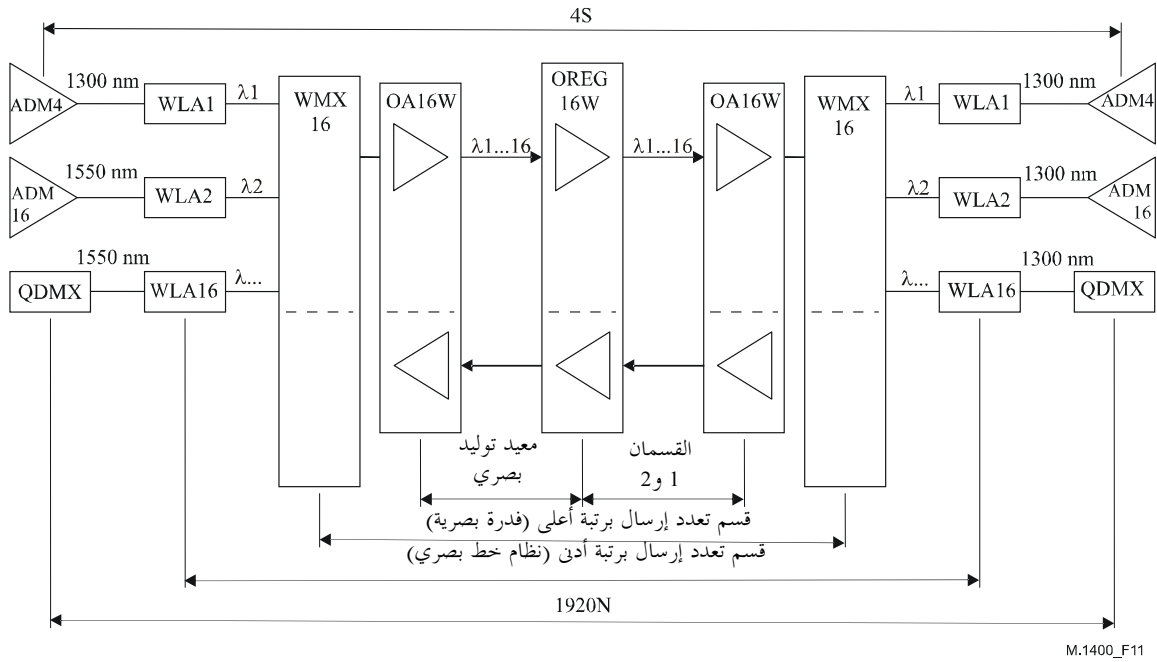 4S
1300 nm
ADM4
WLA1
λ1
WMX
16
OA16W
OREG
16W
OA16W
WMX
16
λ1
WLA1
1300 nm
ADM4
λ1...16
λ1...16
1550 nm
ADM
16
WLA2
λ2
λ2
WLA2
1300 nm
ADM
16
1550 nm
QDMX
WLA16
λ...
λ...
WLA16
1300 nm
QDMX
معيد توليد
بصري
القسمان
1 و2
قسم تعدد إرسال برتبة أعلى (فدرة بصرية)
قسم تعدد إرسال برتبة أدنى (نظام خط بصري)
1920N
M.1400_F11